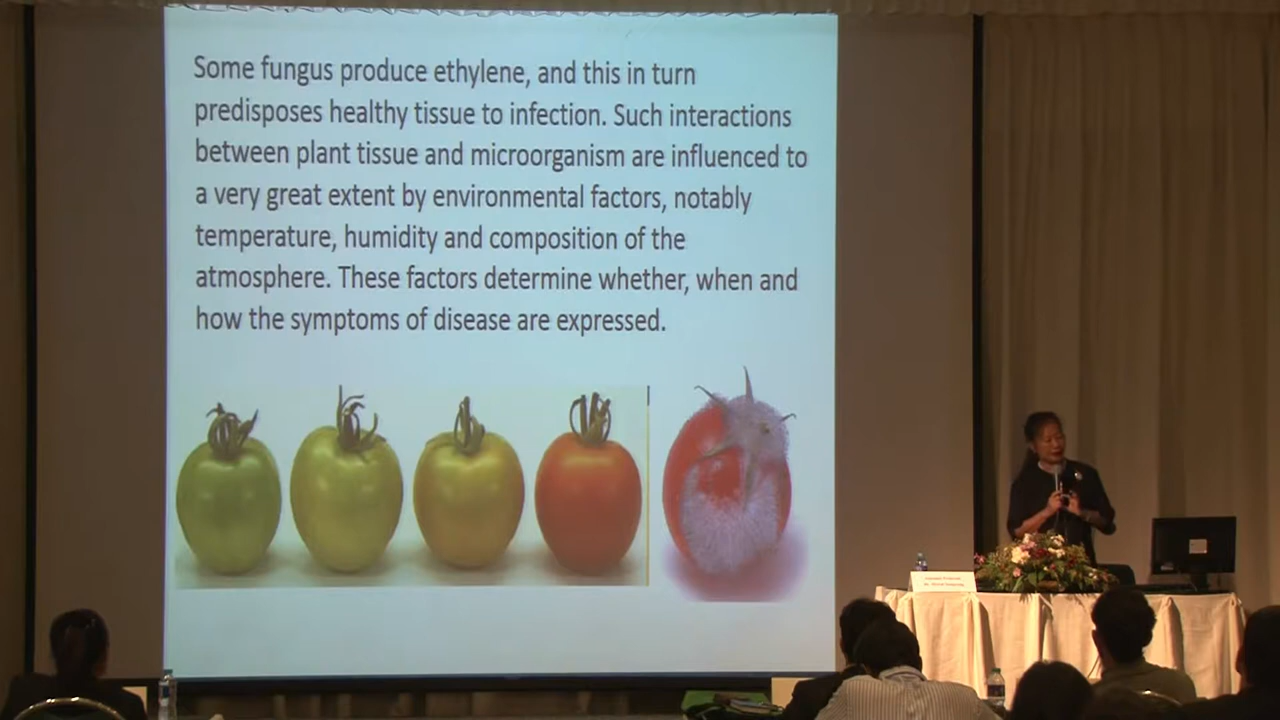 Some fungus produce ethylene, and this in turn
predisposes healthy tissue to infection. Such interactions
between plant tissue and microorganism are influenced to
a very great extent by environmental factors, notably
temperature, humidity and composition of the
atmosphere. These factors determine whether, when and
how the symptoms of disease are expressed.